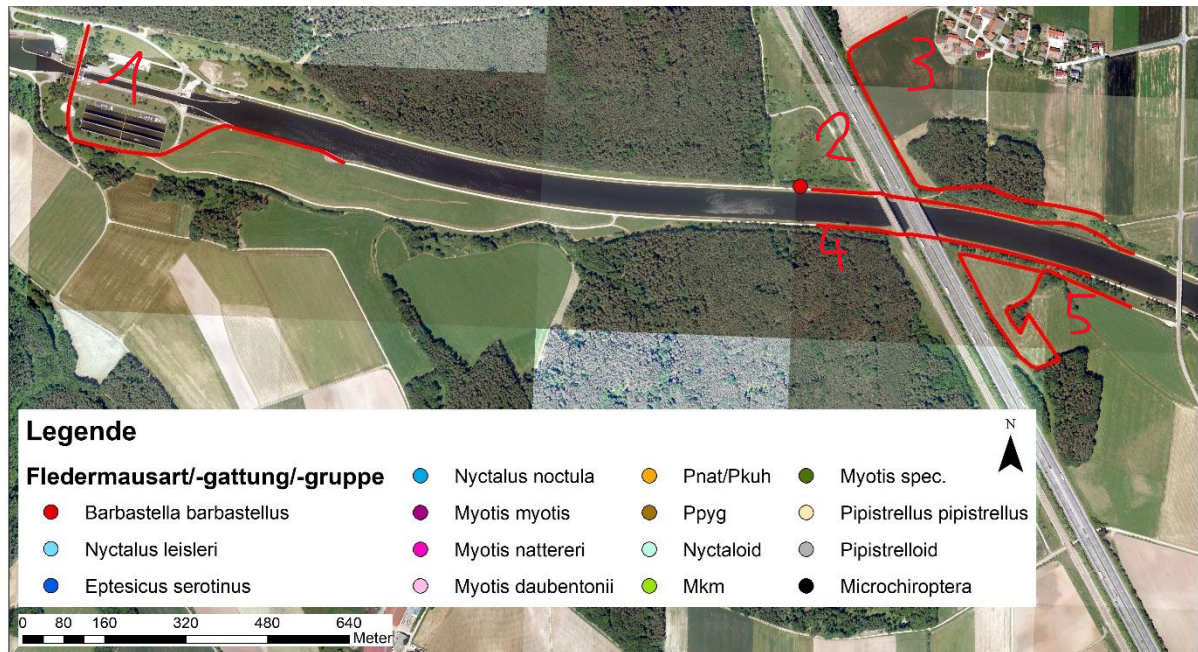 1
2
3
4
5
Legende
N
Fledermausart/-gattung/-gruppe
Barbastella barbastellus
Nyctalus leisleri
Eptesicus serotinus
Nyctalus noctula
Myotis myotis
Myotis nattereri
Myotis daubentonii
Pnat/Pkuh
Ppyg
Nyctaloid
Mkm
Myotis spec.
Pipistrellus pipistrellus
Pipistrelloid
Microchiroptera
0 80 160 320 480 640
Meter